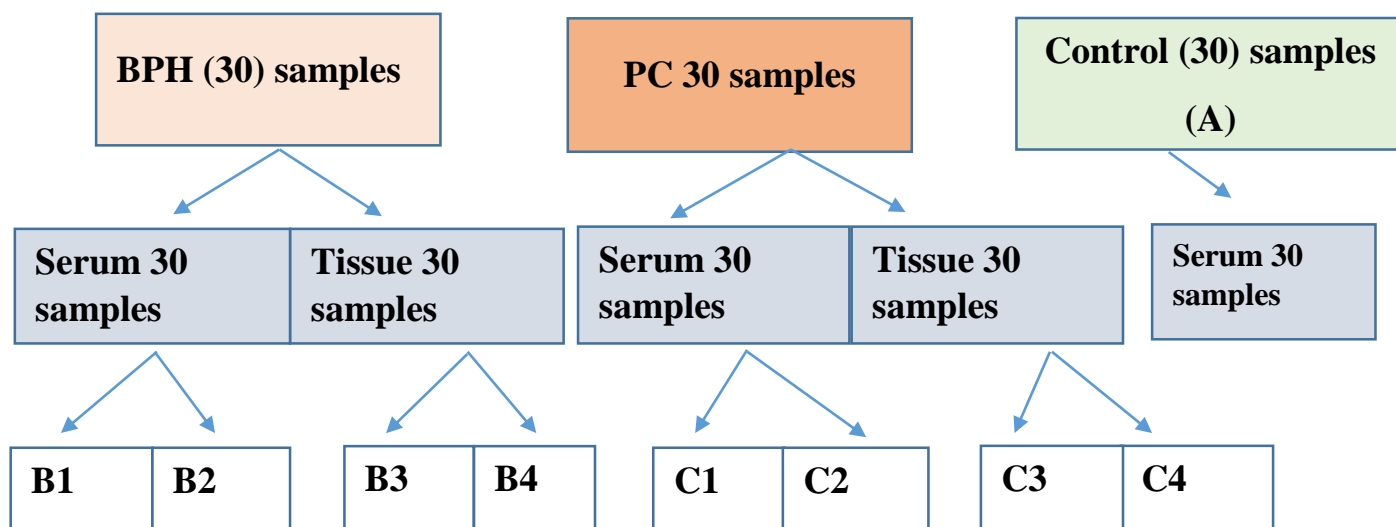 BPH (30) samples
PC 30 samples
Control (30) samples
(A)
Serum 30
samples
Tissue 30
samples
Serum 30
samples
Tissue 30
samples
Serum 30
samples
B1
B2
B3
B4
C1
C2
C3
C4